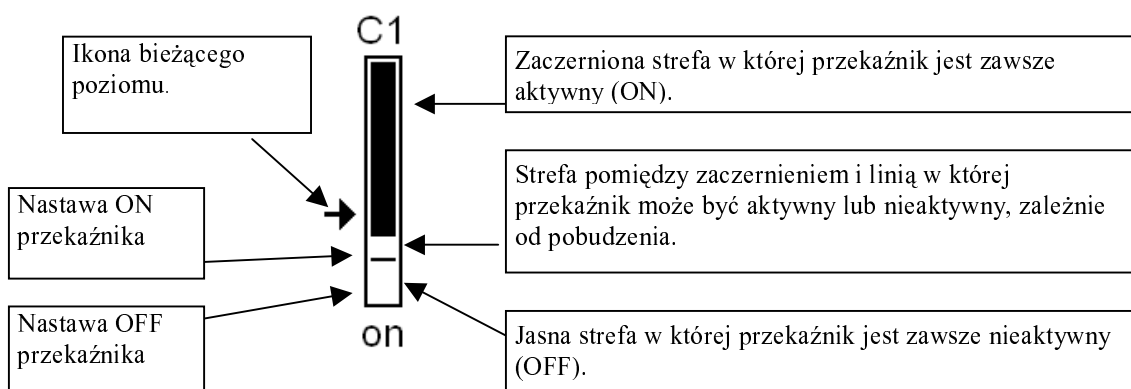 C1
Ikona bieżącego
poziomu.
Zaczerniona strefa w której przekaźnik jest zawsze
aktywny (ON).
Strefa pomiędzy zaczernieniem i linią w której
przekaźnik może być aktywny lub nieaktywny, zależnie
od pobudzenia.
Nastawa ON
przekaźnika
Nastawa OFF
przekaźnika
on
Jasna strefa w której przekaźnik jest zawsze nieaktywny
(OFF).